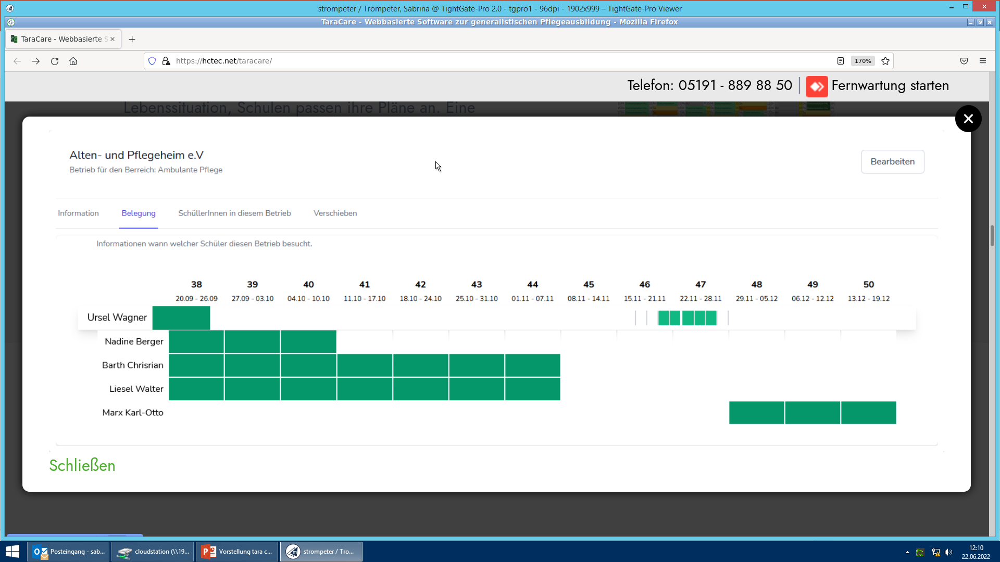 strompeter / Trompeter, Sabrina @ TightGate-Pro 2.0 - tgpro1 - 96dpi - 1902x999 – TightGate-Pro Viewer
TaraCare - Webbasierte Software zur generalistischen Pflegeausbildung - Mozilla Firefox
TaraCare - Webbasierte S
https://hctec.net/taracare/
170%
Telefon: 05191 - 889 88 50 | Fernwartung starten
Lebenssituation, Schulen passen ihre Pläne an. Eine
Alten- und Pflegeheim e.V
Betrieb für den Berreich: Ambulante Pflege
Bearbeiten
Information Belegung SchüllerInnen in diesem Betrieb Verschieben
Informationen wann welcher Schüler diesen Betrieb besucht.
38 39 40 41 42 43 44 45 46 47 48 49 50
20.09 - 26.09 27.09 - 03.10 04.10 - 10.10 11.10 - 17.10 18.10 - 24.10 25.10 - 31.10 01.11 - 07.11 08.11 - 14.11 15.11 - 21.11 22.11 - 28.11 29.11 - 05.12 06.12 - 12.12 13.12 - 19.12
Ursel Wagner
Nadine Berger
Barth Chrisrian
Liesel Walter
Marx Karl-Otto
Schließen
Posteingang - sab... cloudstation (\\19... Vorstellung tara c... strompeter / Tro...
12:10
22.06.2022